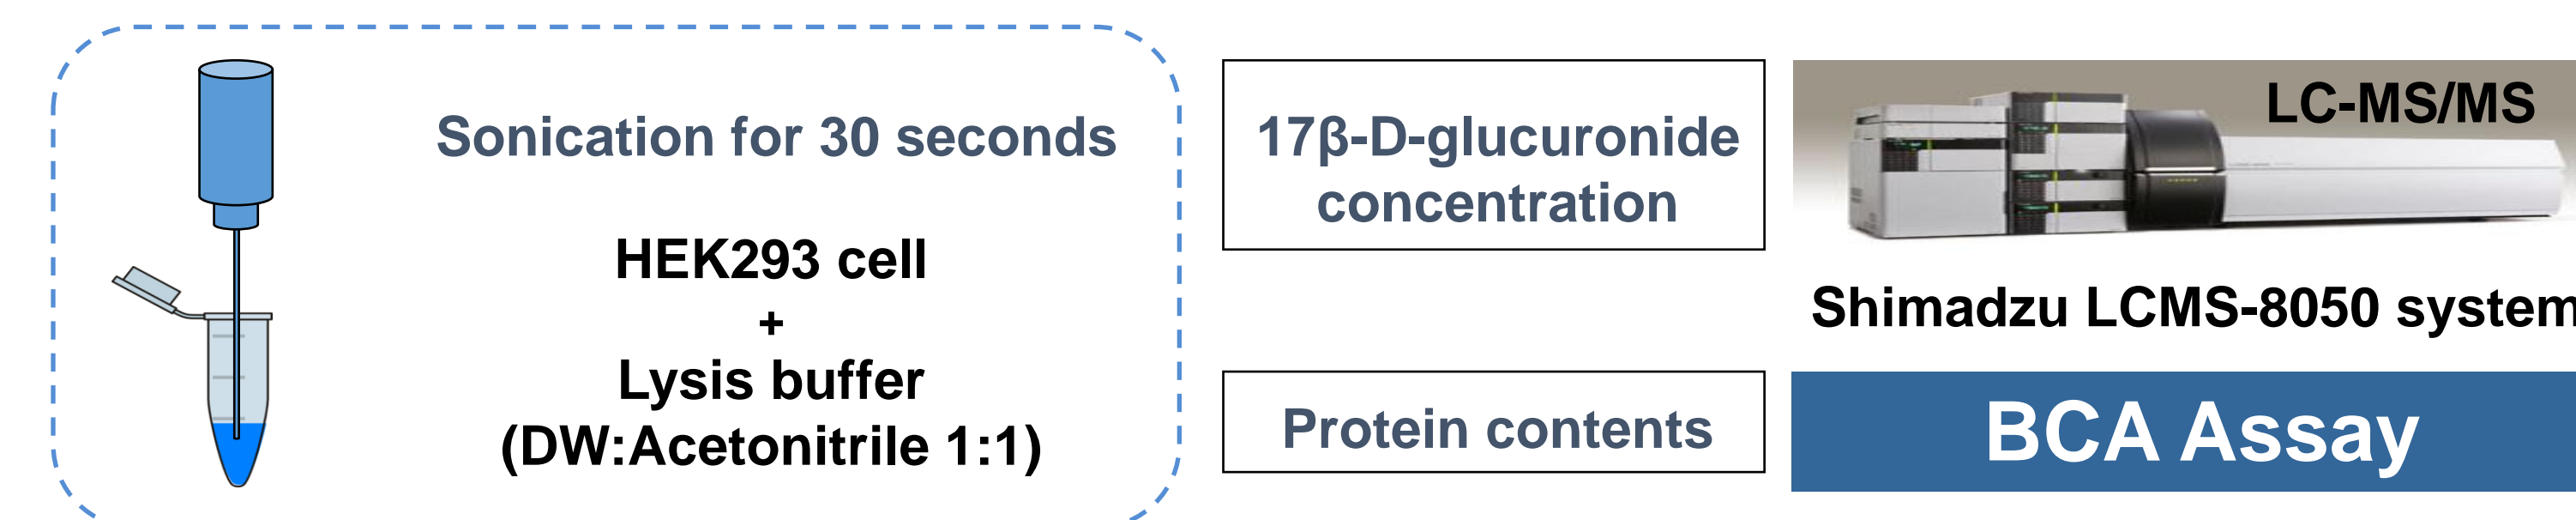 Sonication for 30 seconds
HEK293 cell
+
Lysis buffer
(DW:Acetonitrile 1:1)
17β-D-glucuronide
concentration
Protein contents
LC-MS/MS
Shimadzu LCMS-8050 system
BCA Assay